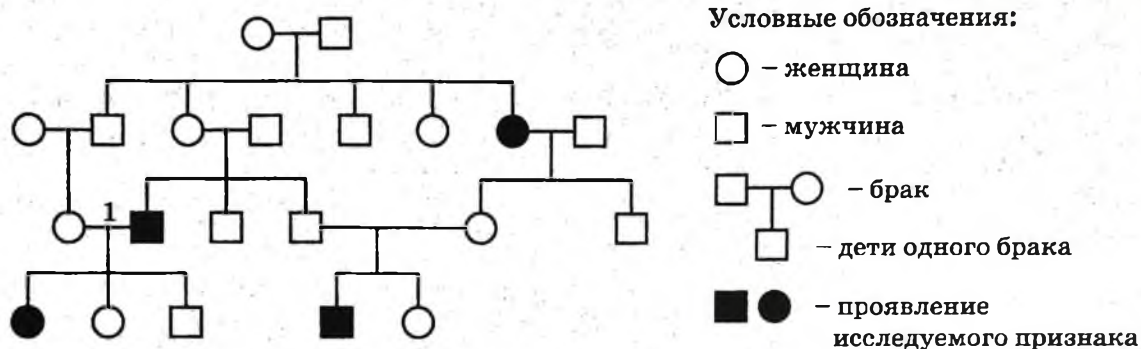 Условные обозначения:
– женщина
– мужчина
– брак
– дети одного брака
– проявление
исследуемого признака
1